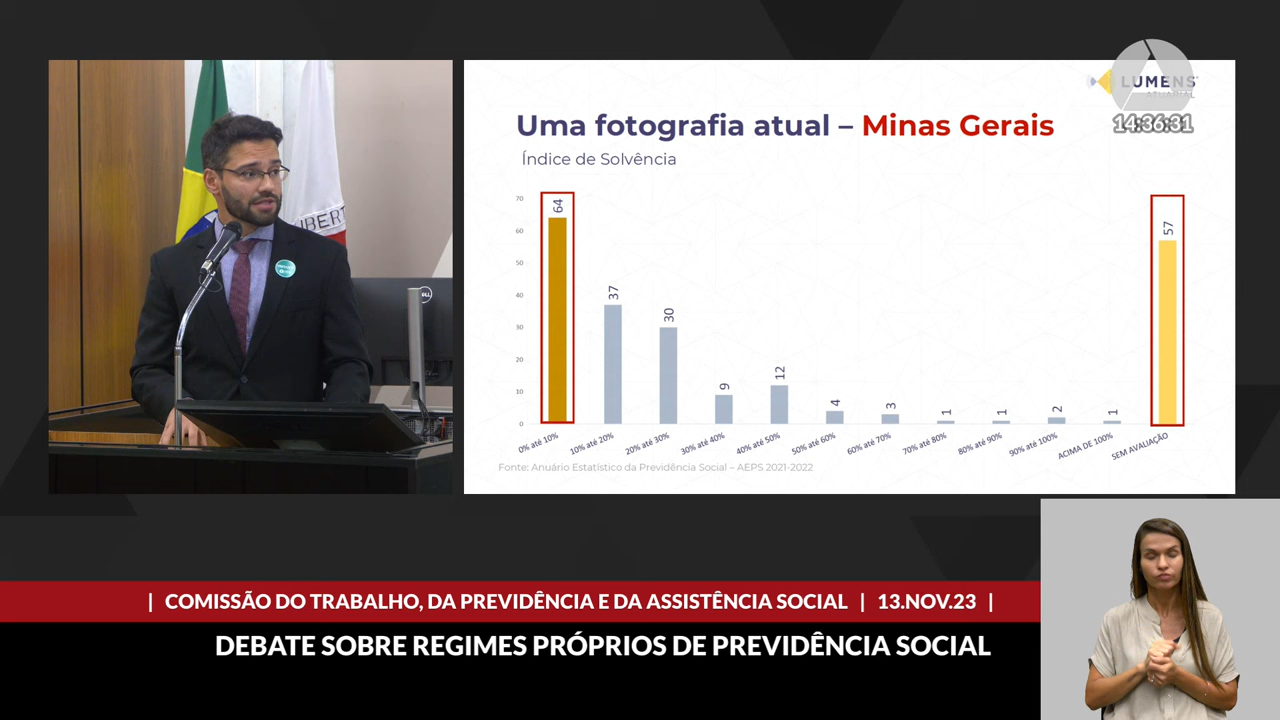 LUMENS
ATUARIAL
14:36:31
Uma fotografia atual – Minas Gerais
Índice de Solvência
70
60
50
40
30
20
10
0
64
37
30
9
12
4
3
1
1
2
1
57
0% até 10%
10% até 20%
20% até 30%
30% até 40%
40% até 50%
50% até 60%
60% até 70%
70% até 80%
80% até 90%
90% até 100%
ACIMA DE 100%
SEM AVALIAÇÃO
Fonte: Anuário Estatístico da Previdência Social – AEPS 2021-2022
DELL
| COMISSÃO DO TRABALHO, DA PREVIDÊNCIA E DA ASSISTÊNCIA SOCIAL | 13.NOV.23 |
DEBATE SOBRE REGIMES PRÓPRIOS DE PREVIDÊNCIA SOCIAL